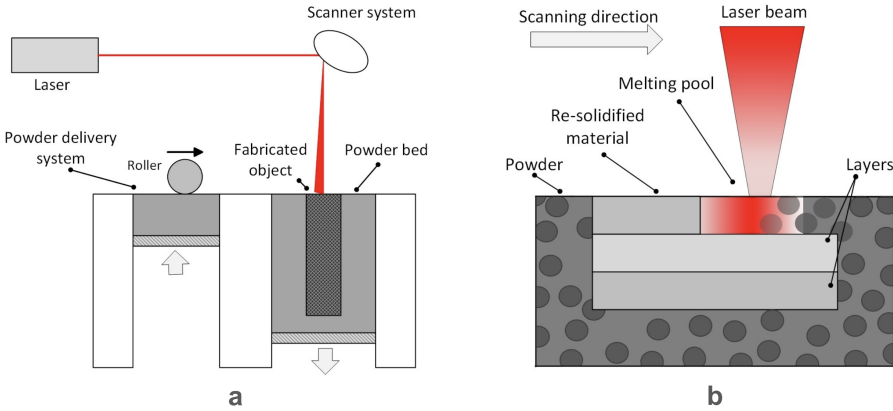 Scanner system
Laser
Powder delivery
system
Roller
Fabricated
object
Powder bed
a
Scanning direction
Laser beam
Melting pool
Re-solidified
material
Powder
Layers
b